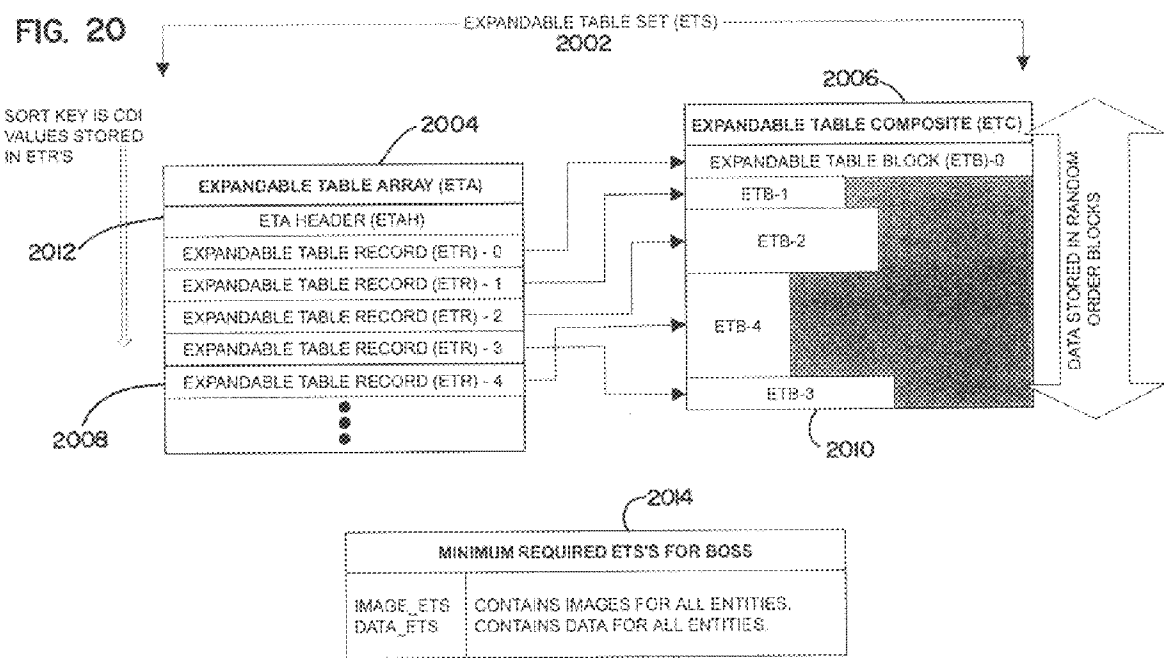 FIG. 20
EXPANDABLE TABLE SET (ETS)
2002
SORT KEY IS CDI
VALUES STORED
IN ETR'S
2004
EXPANDABLE TABLE ARRAY (ETA)
ETA HEADER (ETAH)
2012
EXPANDABLE TABLE RECORD (ETR) - 0
EXPANDABLE TABLE RECORD (ETR) - 1
EXPANDABLE TABLE RECORD (ETR) - 2
EXPANDABLE TABLE RECORD (ETR) - 3
EXPANDABLE TABLE RECORD (ETR) - 4
2008
2006
EXPANDABLE TABLE COMPOSITE (ETC)
EXPANDABLE TABLE BLOCK (ETB)-0
ETB-1
ETB-2
ETB-4
ETB-3
2010
DATA STORED IN RANDOM
ORDER BLOCKS
2014
MINIMUM REQUIRED ETS'S FOR BOSS
IMAGE_ETS CONTAINS IMAGES FOR ALL ENTITIES.
DATA_ETS CONTAINS DATA FOR ALL ENTITIES.